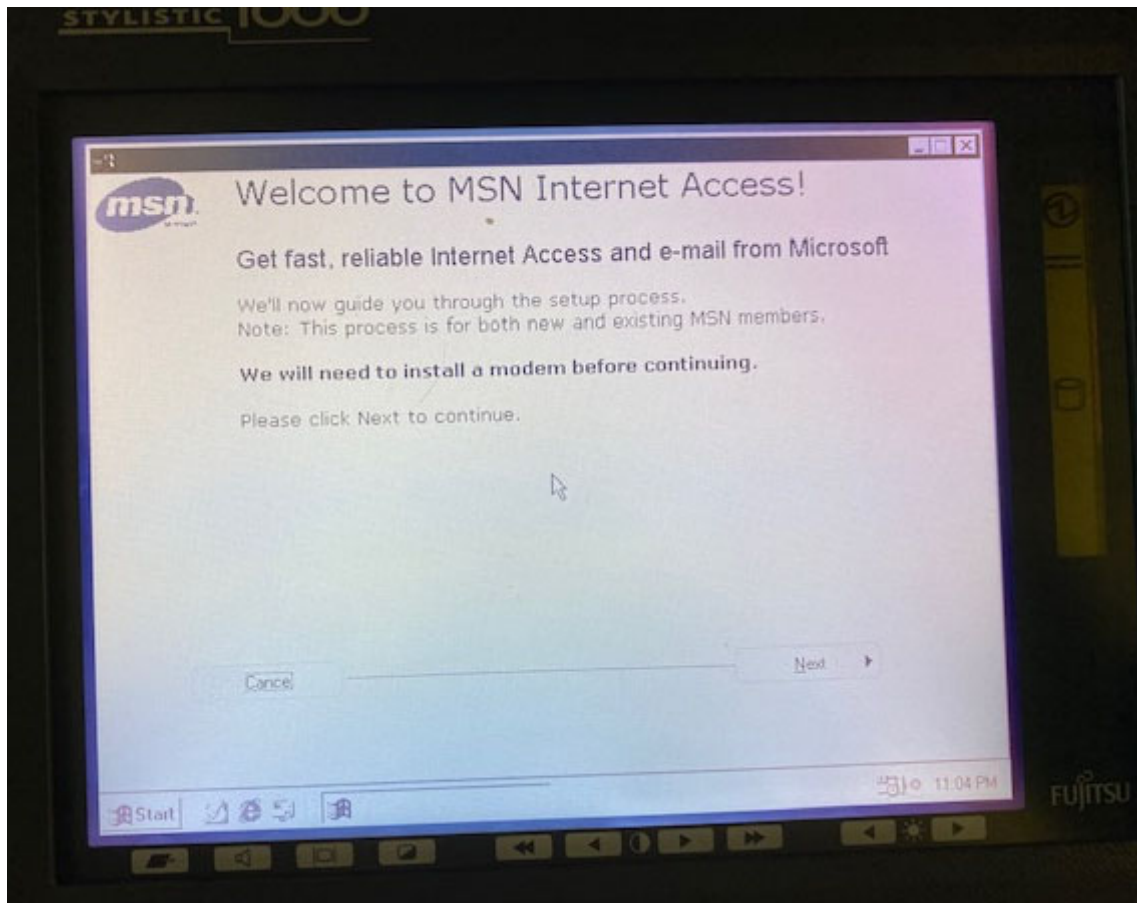 STYLISTIC 1000
msn.
Welcome to MSN Internet Access!
Get fast, reliable Internet Access and e-mail from Microsoft
We'll now guide you through the setup process.
Note: This process is for both new and existing MSN members.
We will need to install a modem before continuing.
Please click Next to continue.
Cancel
Next
Start
11:04 PM
FUJITSU